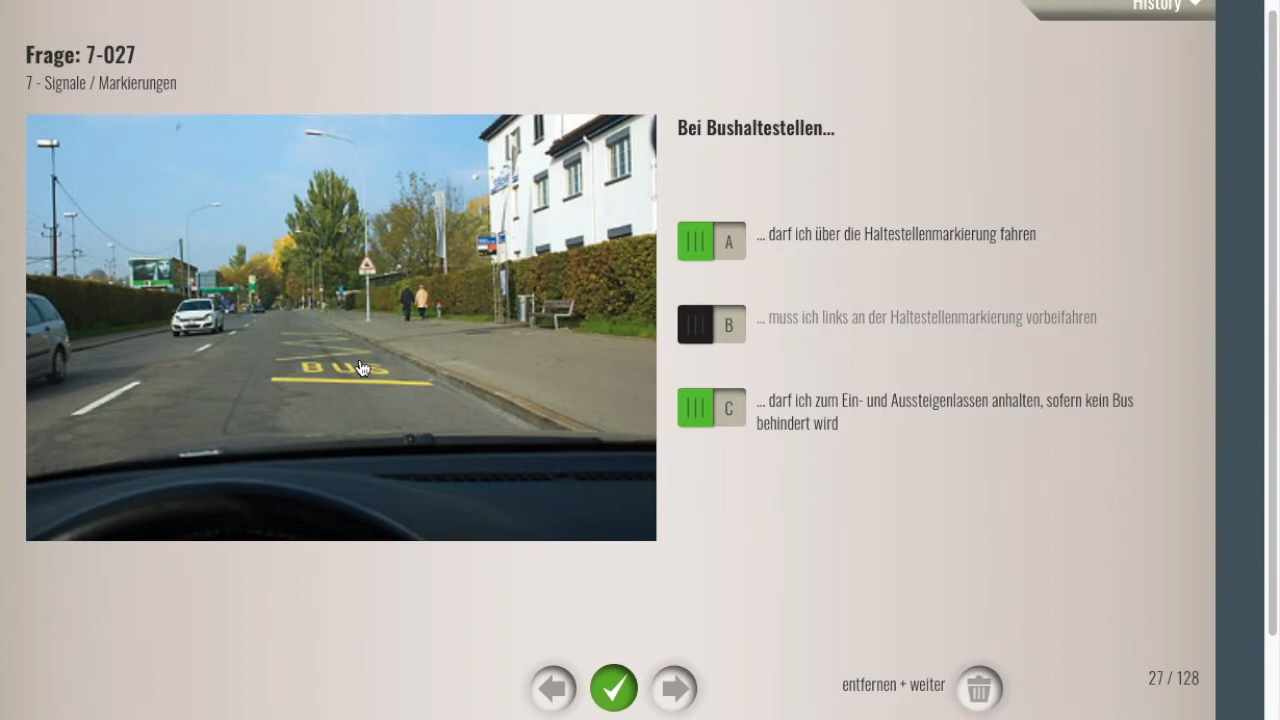 History
Frage: 7-027
7 - Signale / Markierungen
Bei Bushaltestellen...
A
... darf ich über die Haltestellenmarkierung fahren
B
... muss ich links an der Haltestellenmarkierung vorbeifahren
C
... darf ich zum Ein- und Aussteigenlassen anhalten, sofern kein Bus
behindert wird
BUS
entfernen + weiter
27 / 128